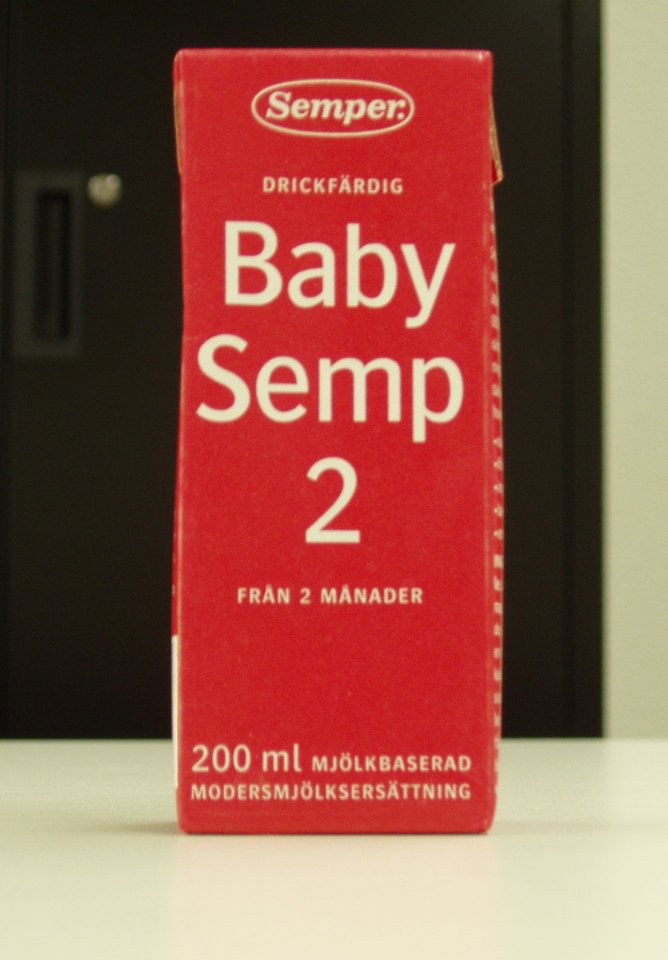 Semper.
DRICKFÄRDIG
Baby
Semp
2
FRÅN 2 MÅNADER
200 ml MJÖLKBASERAD
MODERSMJÖLKSERSÄTTNING